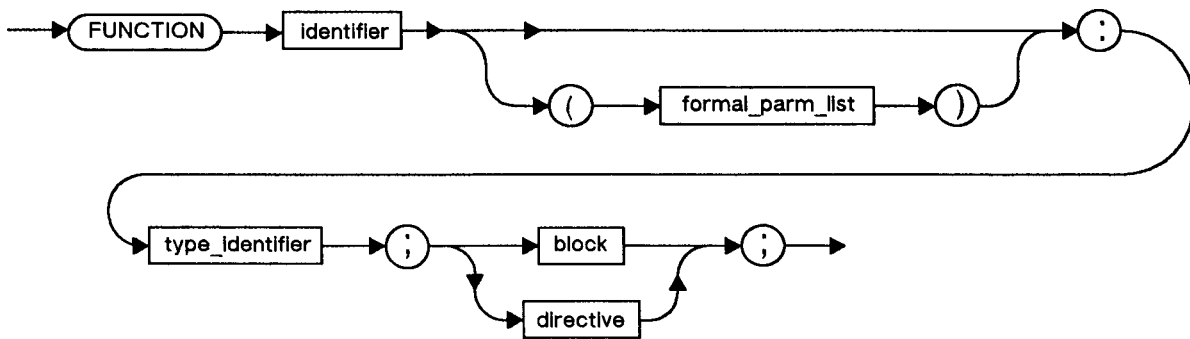 FUNCTION identifier :
( formal_parm_list )
type_identifier ; block ;
directive